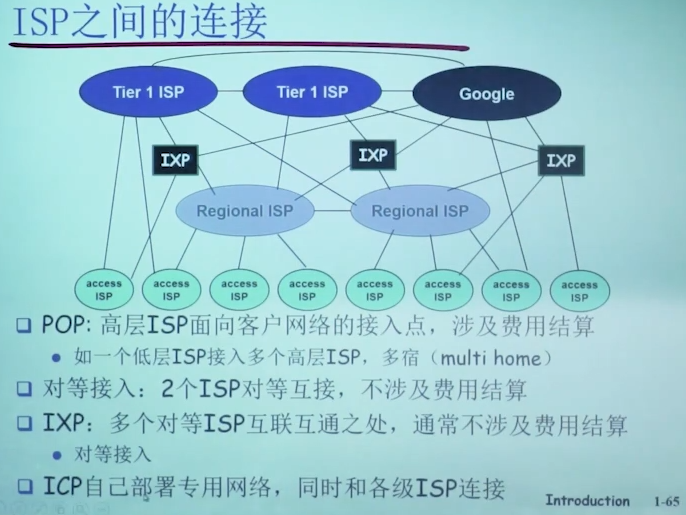 ISP之间的连接
Tier 1 ISP
Tier 1 ISP
Google
IXP
IXP
IXP
Regional ISP
Regional ISP
access ISP
access ISP
access ISP
access ISP
access ISP
access ISP
access ISP
access ISP
POP: 高层ISP面向客户网络的接入点，涉及费用结算
如一个低层ISP接入多个高层ISP，多宿（multi home）
对等接入：2个ISP对等互接，不涉及费用结算
IXP：多个对等ISP互联互通之处，通常不涉及费用结算
对等接入
ICP自己部署专用网络，同时和各级ISP连接
Introduction 1-65